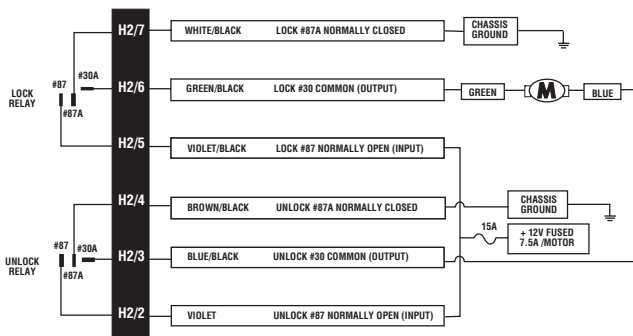 H2/7 WHITE/BLACK LOCK #87A NORMALLY CLOSED CHASSIS GROUND
#87 #30A H2/6 GREEN/BLACK LOCK #30 COMMON (OUTPUT) GREEN M BLUE
LOCK RELAY #87A
H2/5 VIOLET/BLACK LOCK #87 NORMALLY OPEN (INPUT)
H2/4 BROWN/BLACK UNLOCK #87A NORMALLY CLOSED CHASSIS GROUND
15A + 12V FUSED 7.5A /MOTOR
#87 #30A H2/3 BLUE/BLACK UNLOCK #30 COMMON (OUTPUT)
UNLOCK RELAY #87A
H2/2 VIOLET UNLOCK #87 NORMALLY OPEN (INPUT)